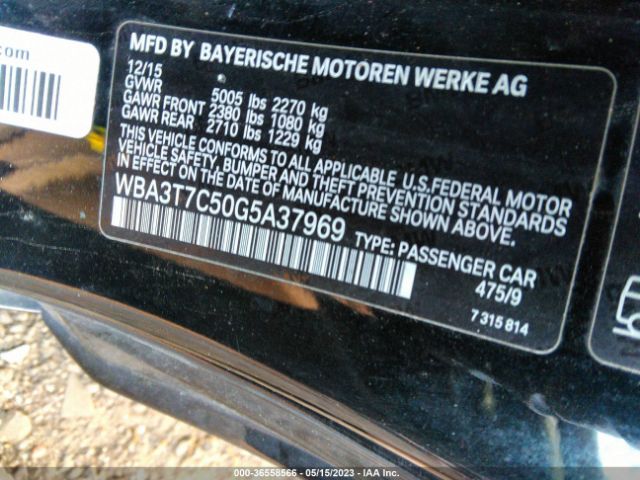 .com
MFD BY BAYERISCHE MOTOREN WERKE AG
12/15
GVWR 5005 lbs 2270 kg
GAWR FRONT 2380 lbs 1080 kg
GAWR REAR 2710 lbs 1229 kg
THIS VEHICLE CONFORMS TO ALL APPLICABLE U.S. FEDERAL MOTOR
VEHICLE SAFETY, BUMPER AND THEFT PREVENTION STANDARDS
IN EFFECT ON THE DATE OF MANUFACTURE SHOWN ABOVE.
WBA3T7C50G5A37969
TYPE: PASSENGER CAR
475/9
7 315 814
000-36558566 - 05/15/2023 - IAA Inc.